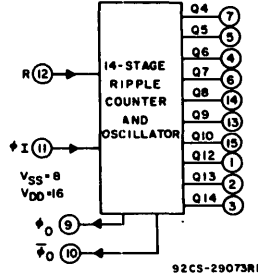 R 12
ϕI 11
VSS=8
VDD=16
14-STAGE
RIPPLE
COUNTER
AND
OSCILLATOR
Q4 7
Q5 5
Q6 4
Q7 6
Q8 14
Q9 13
Q10 15
Q12 1
Q13 2
Q14 3
ϕO 9
ϕ̅O 10
92CS-29073RI